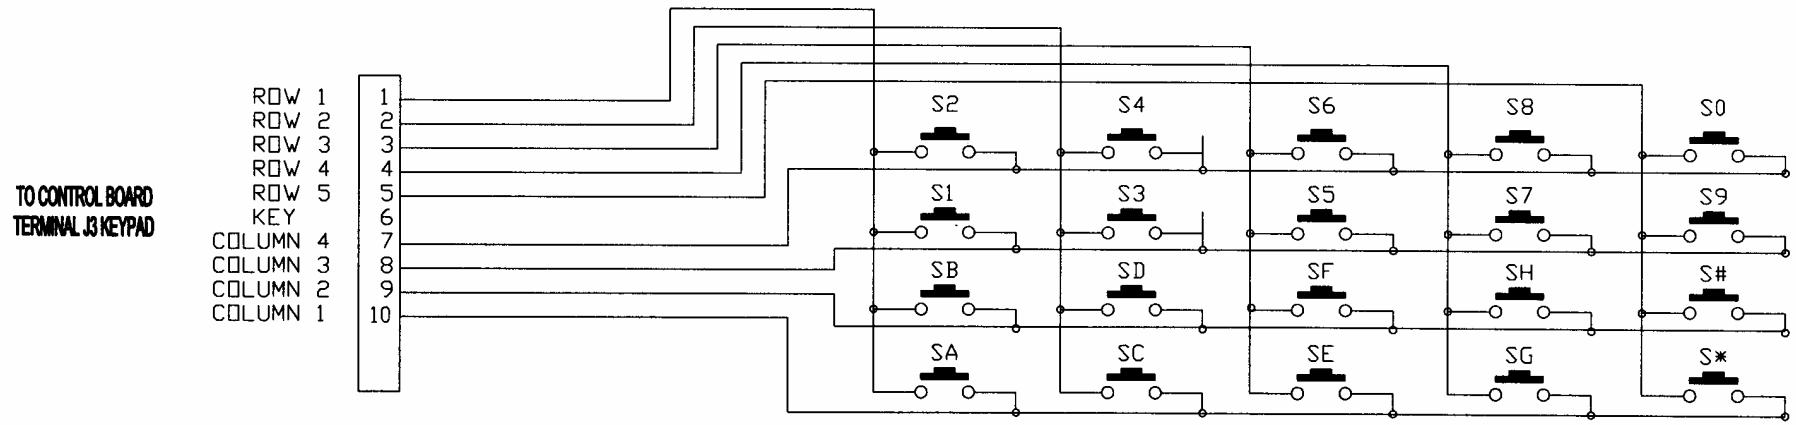 TO CONTROL BOARD
TERMINAL J3 KEYPAD
ROW 1 1
ROW 2 2
ROW 3 3
ROW 4 4
ROW 5 5
KEY 6
COLUMN 4 7
COLUMN 3 8
COLUMN 2 9
COLUMN 1 10
S2 S4 S6 S8 S0
S1 S3 S5 S7 S9
SB SD SF SH S#
SA SC SE SG S*